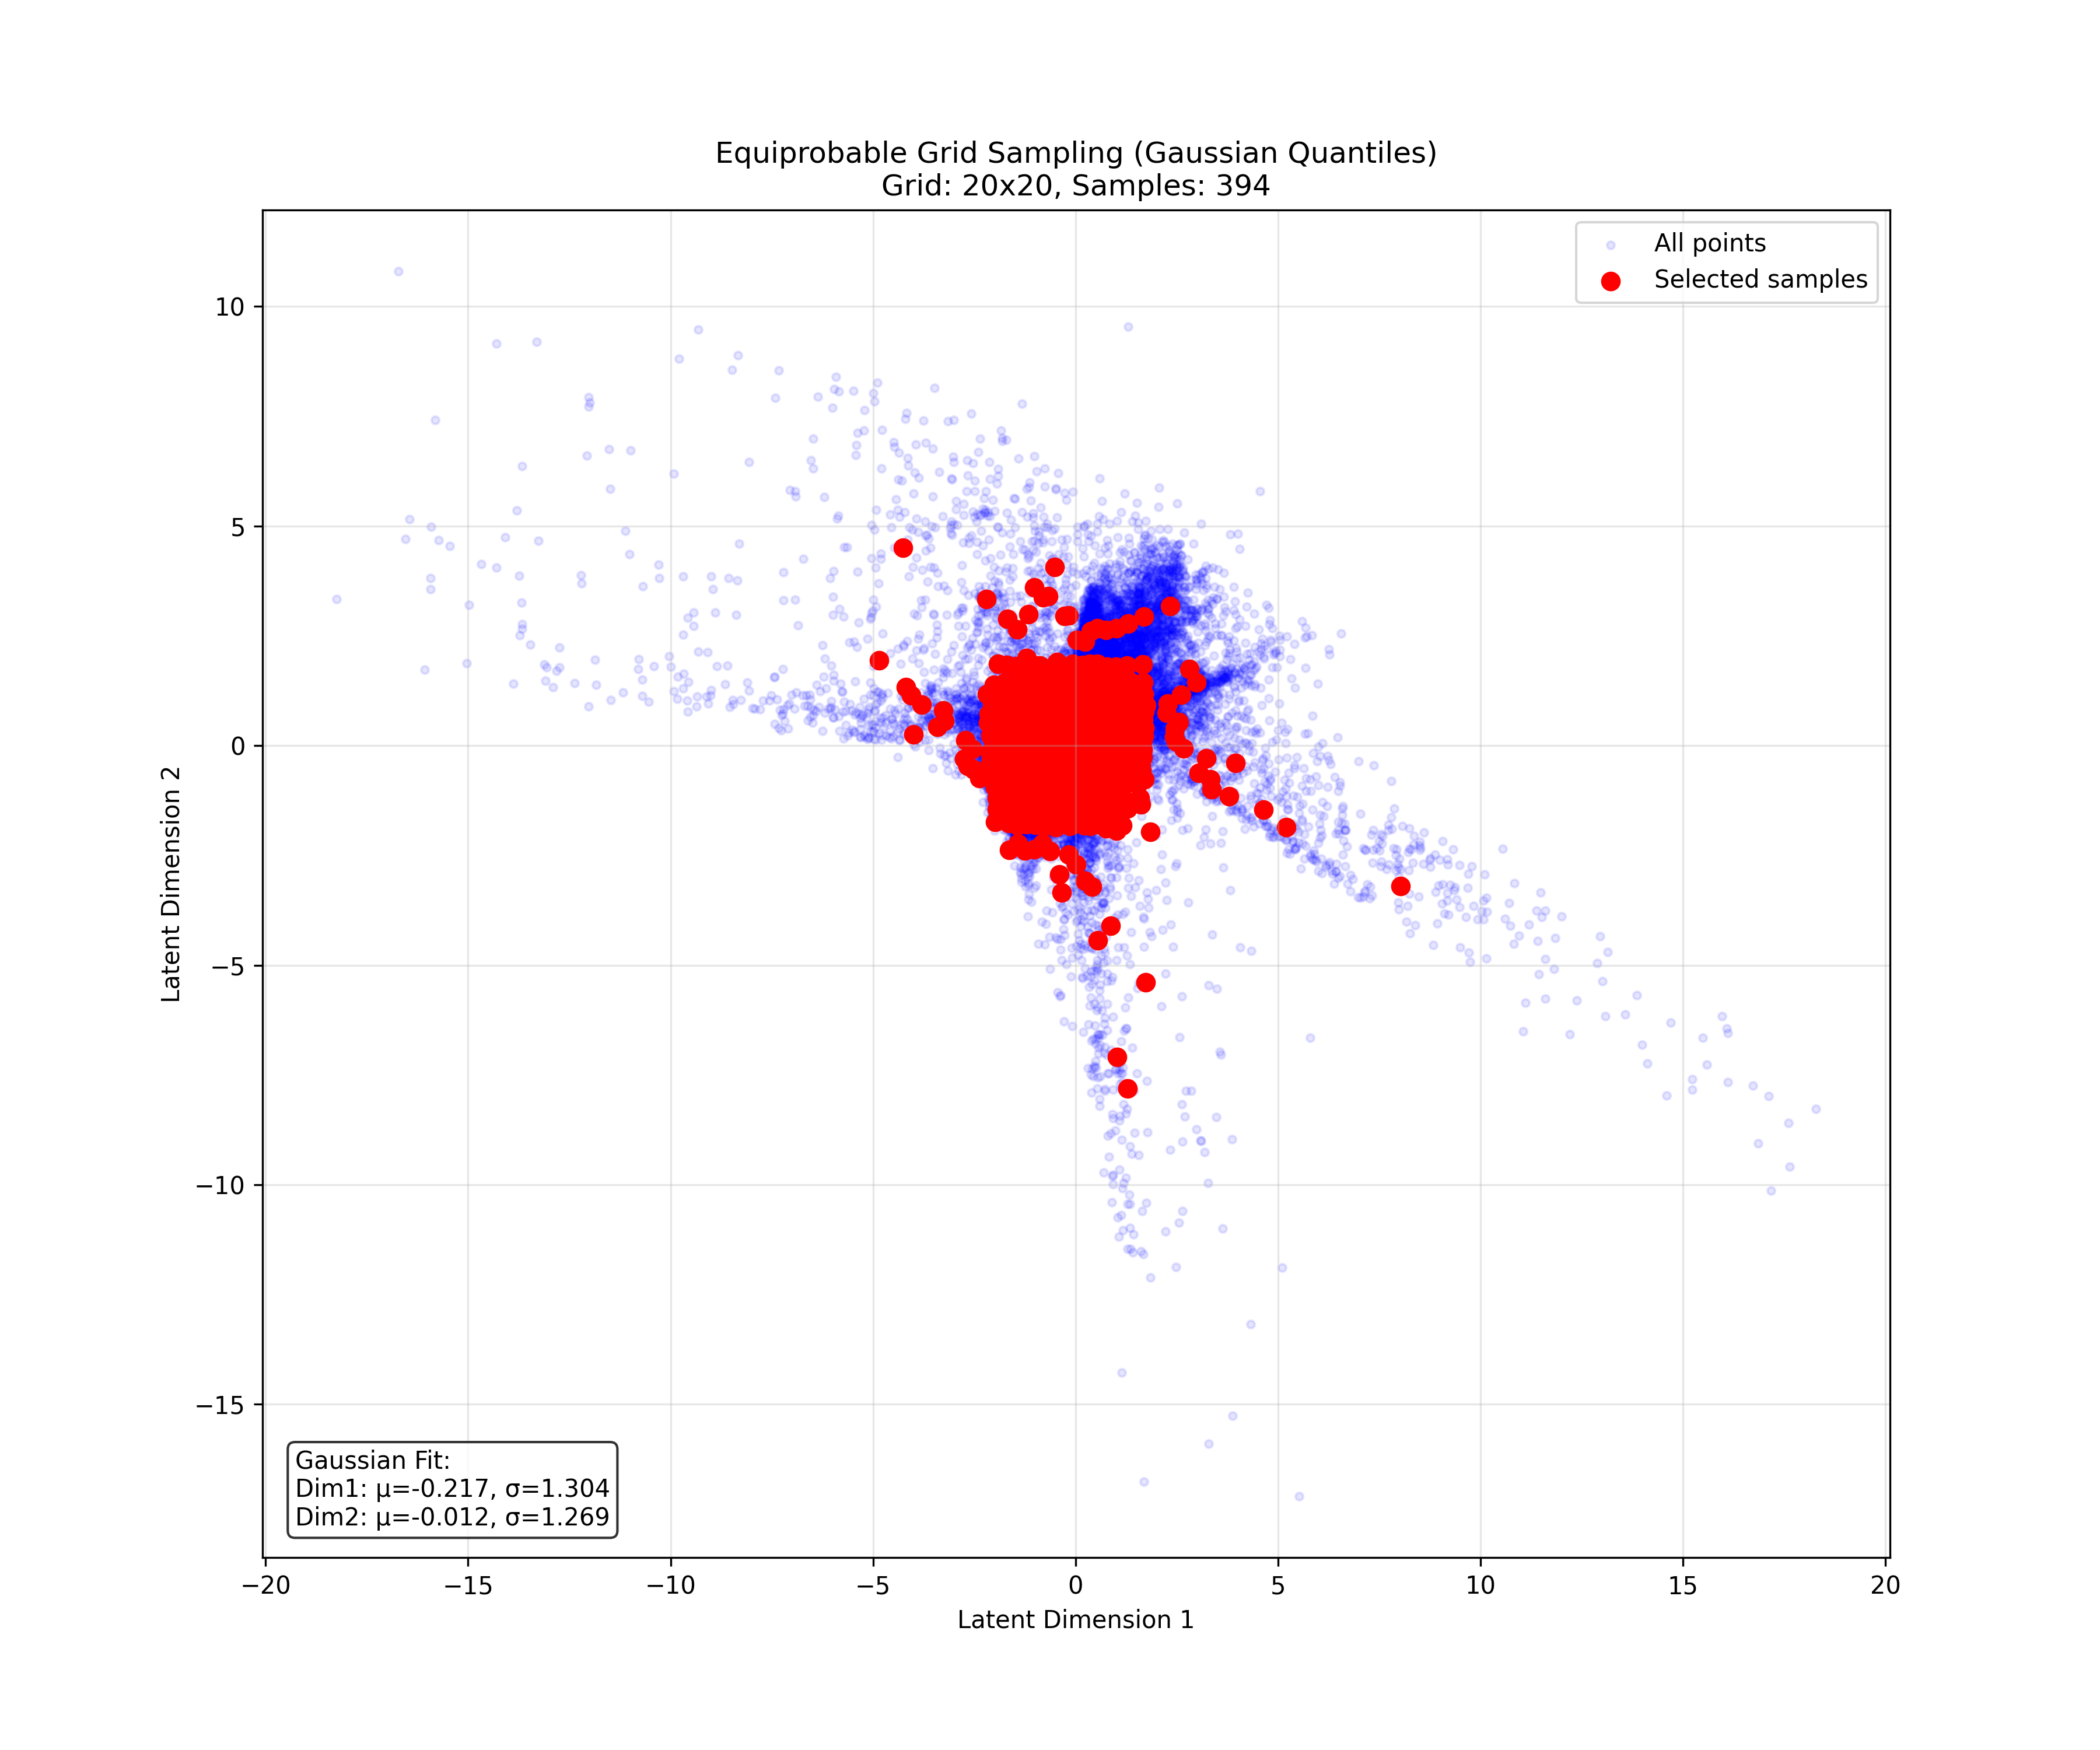 Equiprobable Grid Sampling (Gaussian Quantiles)
Grid: 20x20, Samples: 394
All points
Selected samples
10
5
0
−5
−10
−15
Latent Dimension 2
Gaussian Fit:
Dim1: μ=-0.217, σ=1.304
Dim2: μ=-0.012, σ=1.269
−20 −15 −10 −5 0 5 10 15 20
Latent Dimension 1